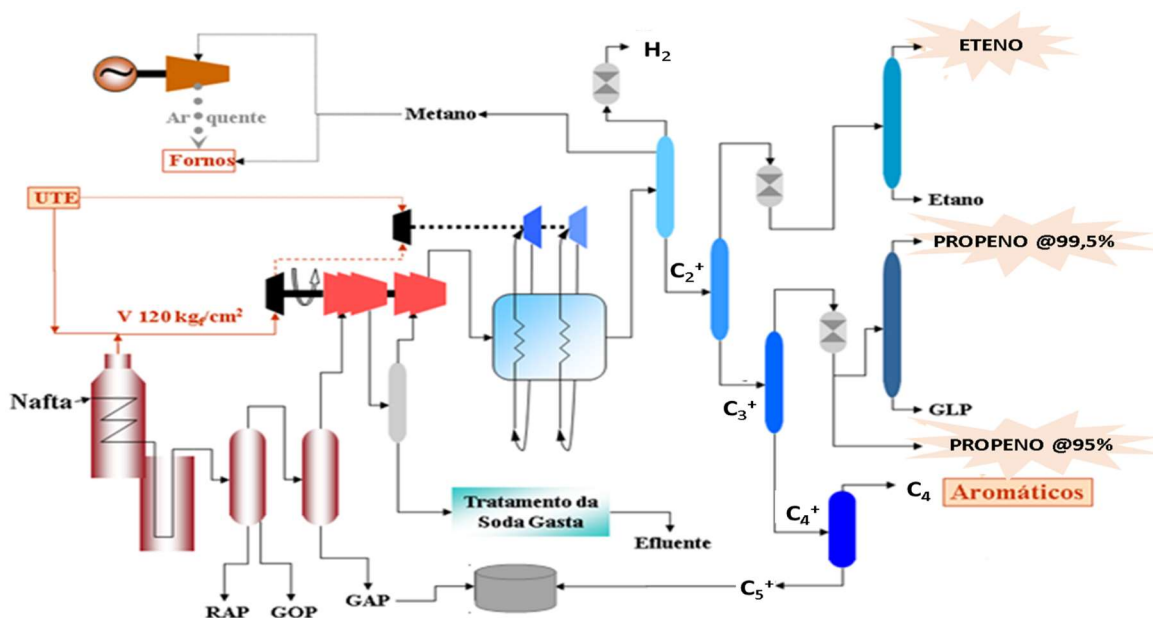 H2
ETENO
Ar quente
Metano
Fornos
UTE
Etano
PROPENO @99,5%
C2+
V 120 kgf/cm2
Nafta
C3+
GLP
PROPENO @95%
Tratamento da
Soda Gasta
C4+
C4
Aromáticos
Efluente
RAP
GOP
GAP
C5+